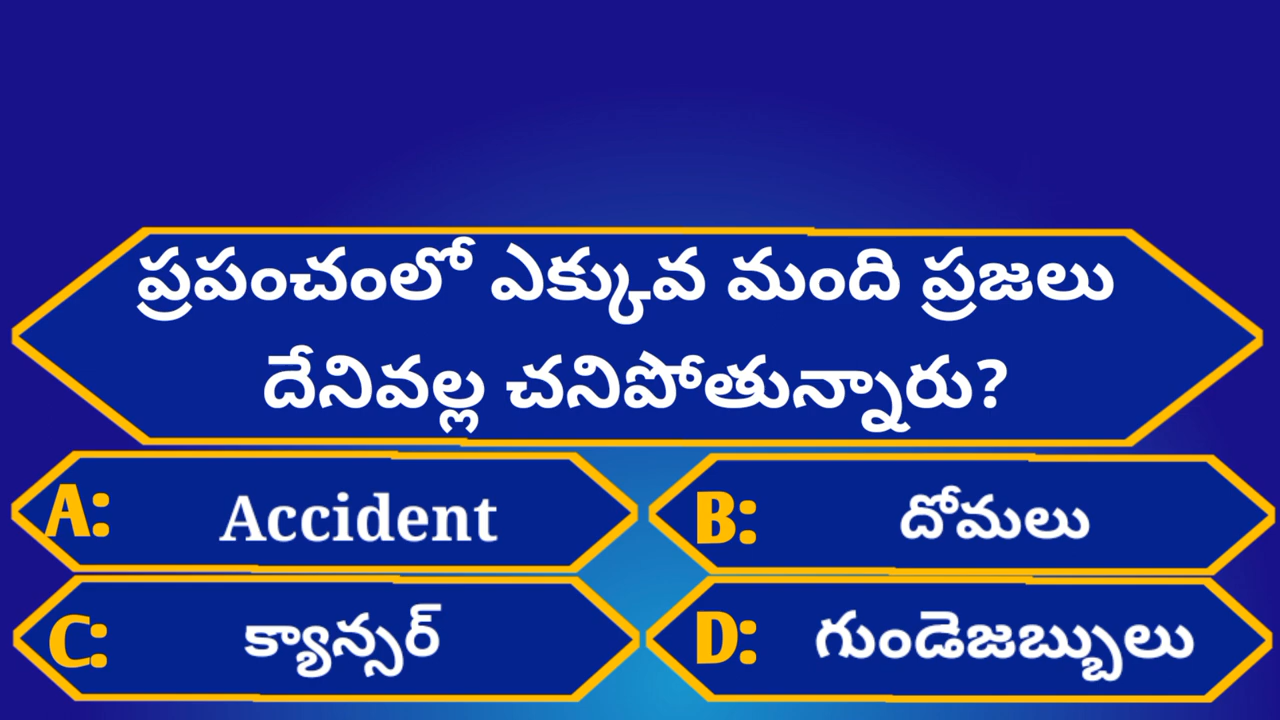 ప్రపంచంలో ఎక్కువ మంది ప్రజలు
దేనివల్ల చనిపోతున్నారు?
A: Accident
B: దోమలు
C: క్యాన్సర్
D: గుండెజబ్బులు